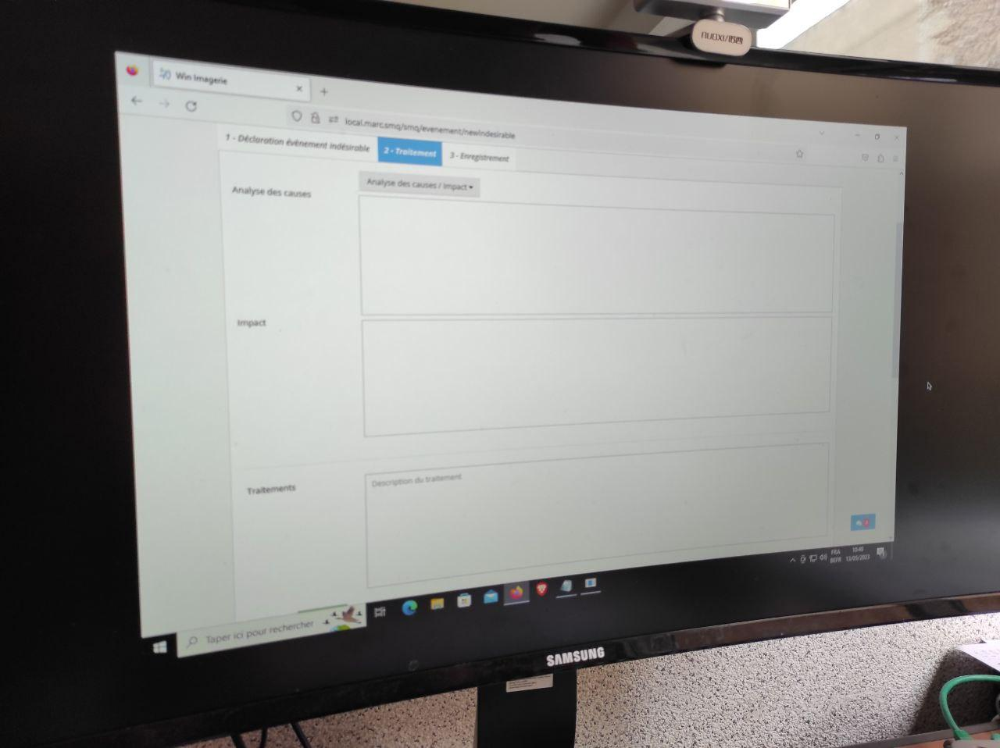 nuoxi/诺西
Win Imagerie
local.marc.smq/smq/evenement/newIndesirable
1 - Déclaration évènement indésirable
2 - Traitement
3 - Enregistrement
Analyse des causes
Analyse des causes / Impact
Impact
Traitements
Description du traitement
FRA
BEFR
10:46
13/05/2023
Taper ici pour rechercher
SAMSUNG